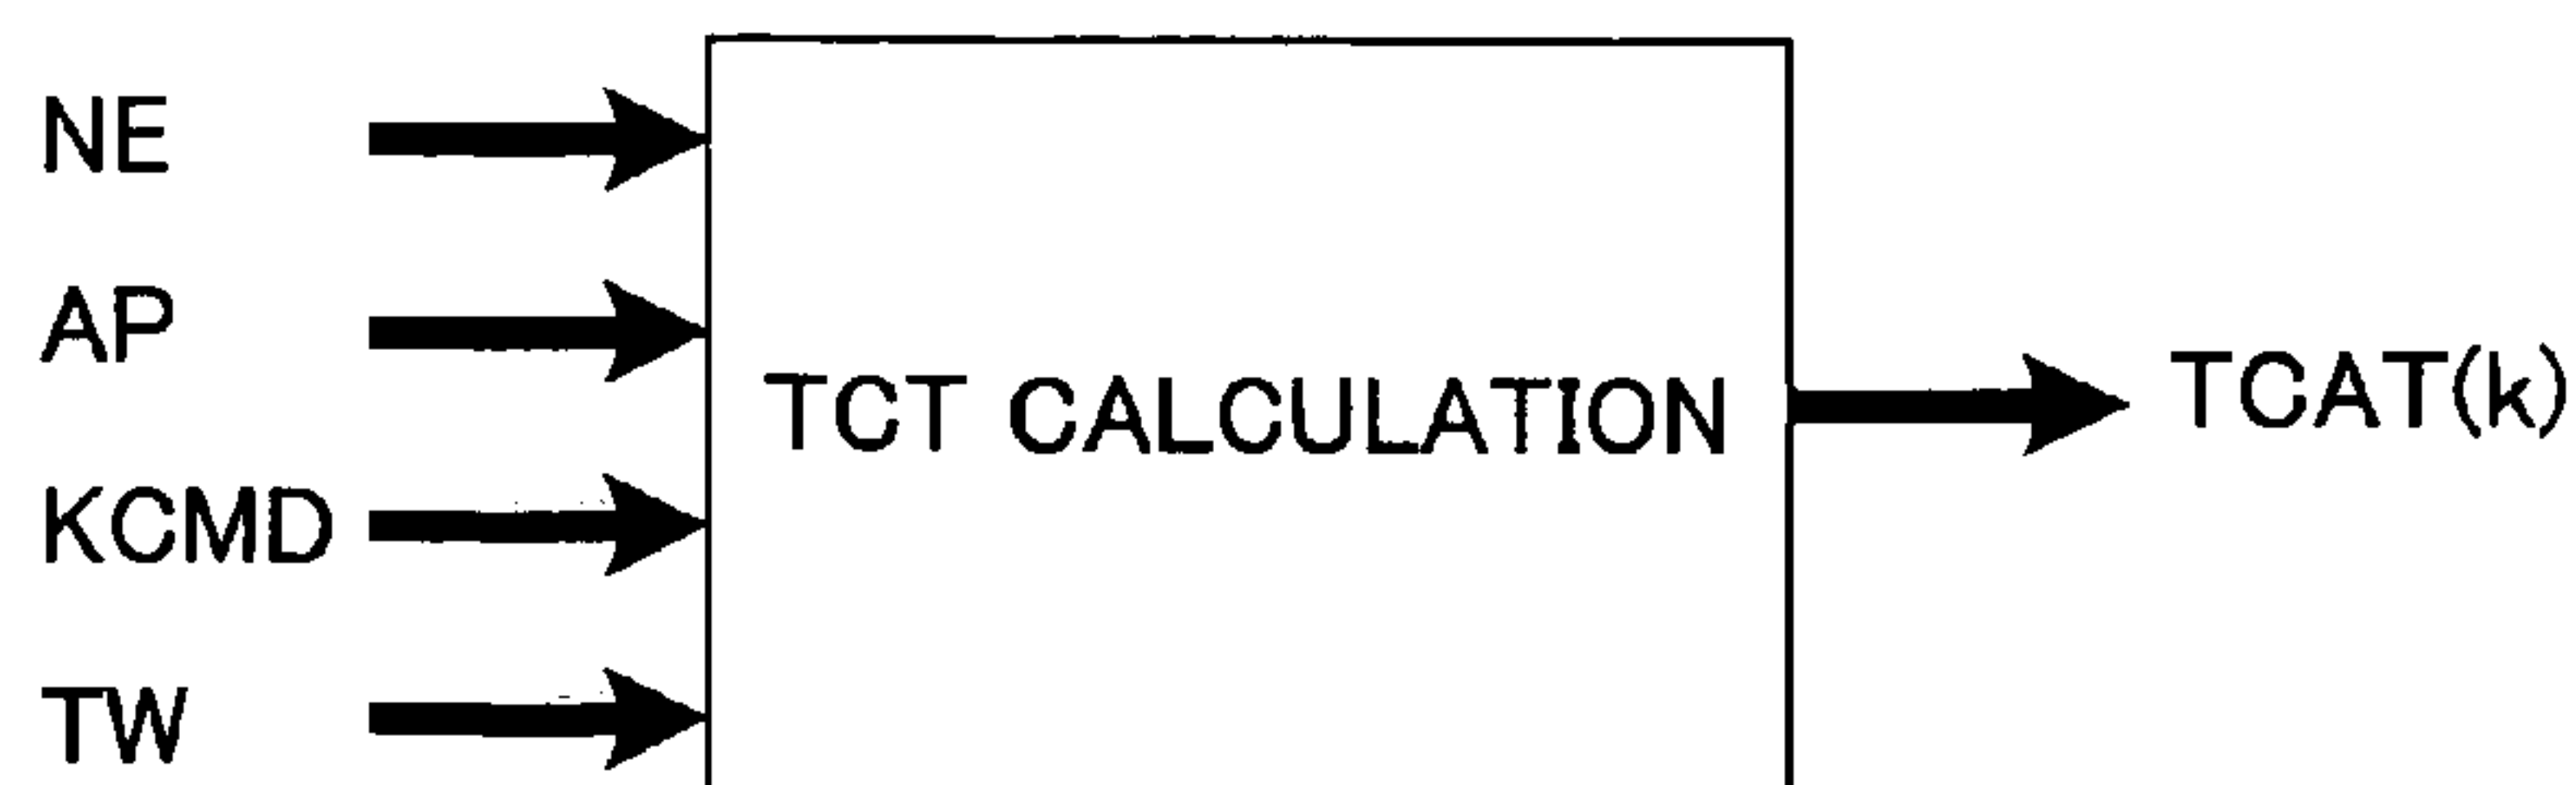 NE
AP
KCMD
TW
TCT CALCULATION
TCAT(k)